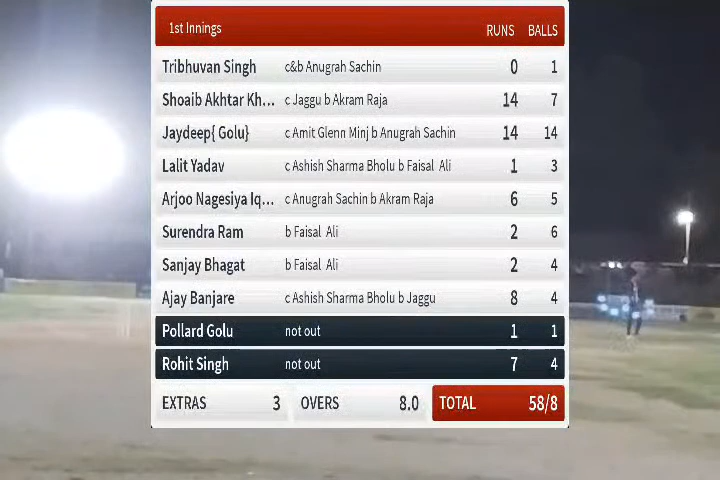 1st Innings RUNS BALLS
Tribhuvan Singh c&b Anugrah Sachin 0 1
Shoaib Akhtar Kh... c Jaggu b Akram Raja 14 7
Jaydeep{ Golu} c Amit Glenn Minj b Anugrah Sachin 14 14
Lalit Yadav c Ashish Sharma Bholu b Faisal Ali 1 3
Arjoo Nagesiya Iq... c Anugrah Sachin b Akram Raja 6 5
Surendra Ram b Faisal Ali 2 6
Sanjay Bhagat b Faisal Ali 2 4
Ajay Banjare c Ashish Sharma Bholu b Jaggu 8 4
Pollard Golu not out 1 1
Rohit Singh not out 7 4
EXTRAS 3 OVERS 8.0 TOTAL 58/8